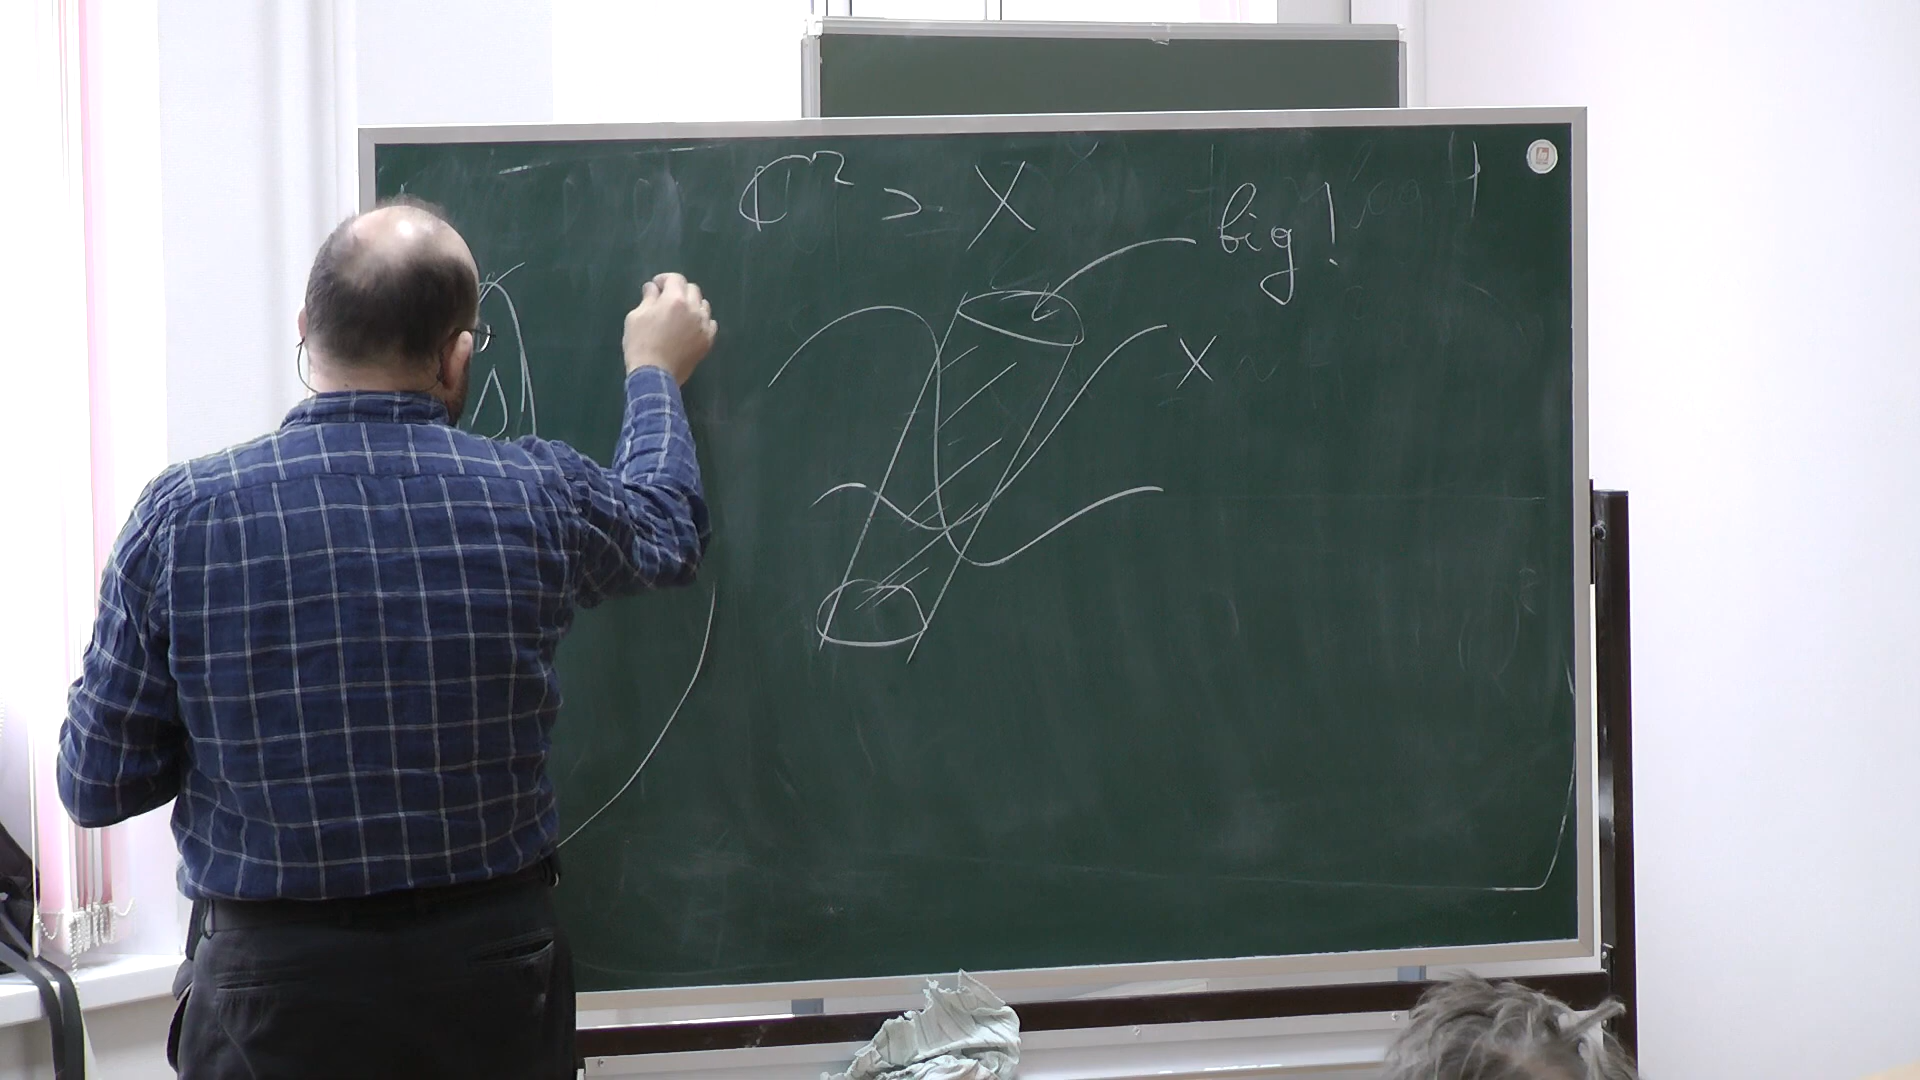 ℂ² ⊃ X
big!
X